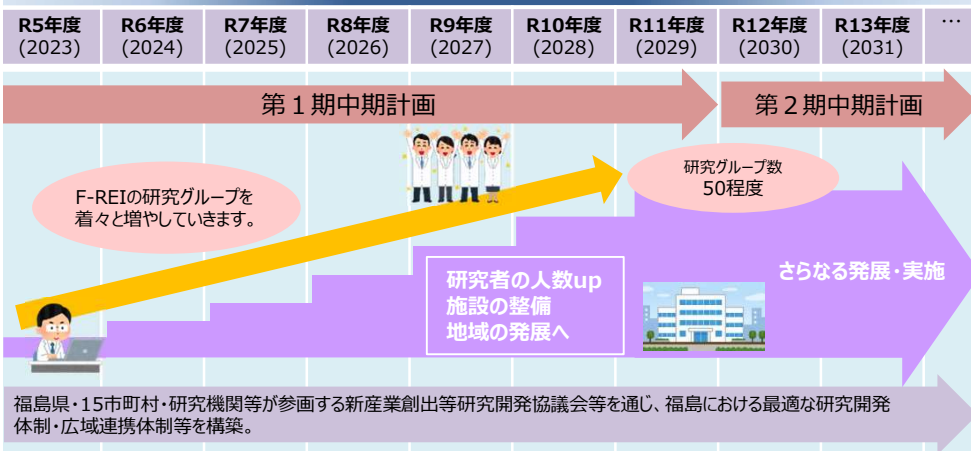 R5年度 R6年度 R7年度 R8年度 R9年度 R10年度 R11年度 R12年度 R13年度 …
(2023) (2024) (2025) (2026) (2027) (2028) (2029) (2030) (2031)
第1期中期計画
第2期中期計画
F-REIの研究グループを
着々と増やしていきます。
研究グループ数
50程度
研究者の人数up
施設の整備
地域の発展へ
さらなる発展・実施
福島県・15市町村・研究機関等が参画する新産業創出等研究開発協議会等を通じ、福島における最適な研究開発
体制・広域連携体制等を構築。